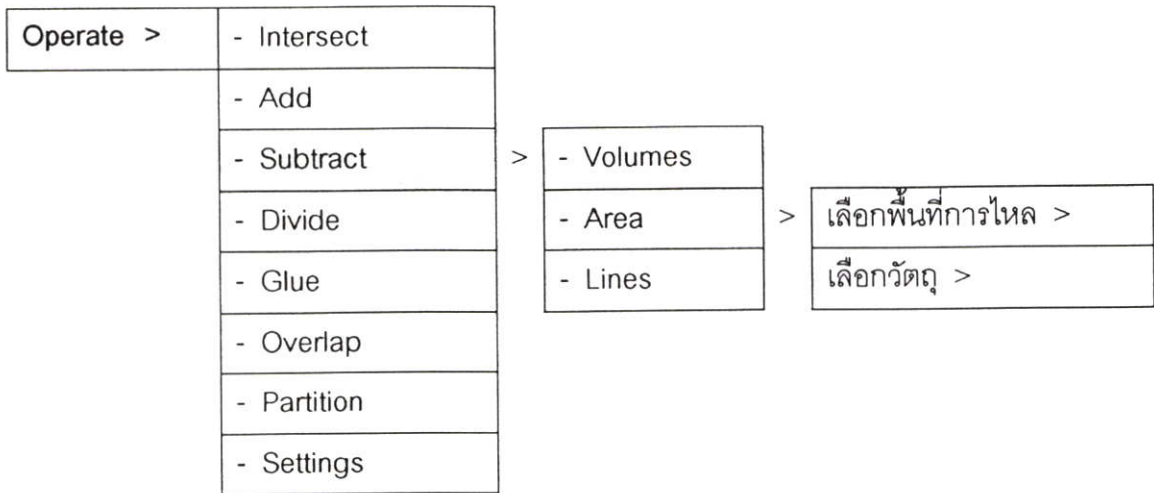 Operate > - Intersect
- Add
- Subtract > - Volumes
- Divide - Area > เลือกพื้นที่การไหล >
- Glue - Lines เลือกวัตถุ >
- Overlap
- Partition
- Settings